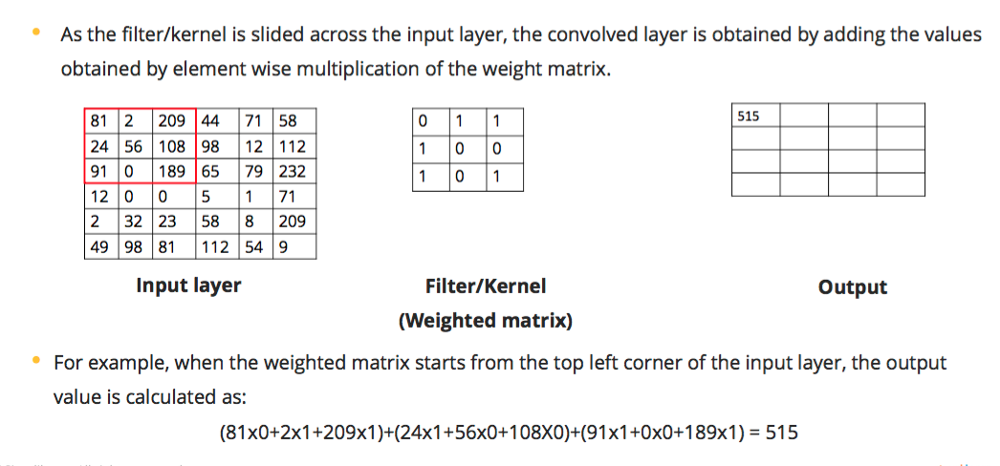 As the filter/kernel is slided across the input layer, the convolved layer is obtained by adding the values
obtained by element wise multiplication of the weight matrix.
81 2 209 44 71 58
24 56 108 98 12 112
91 0 189 65 79 232
12 0 0 5 1 71
2 32 23 58 8 209
49 98 81 112 54 9
Input layer
0 1 1
1 0 0
1 0 1
Filter/Kernel
(Weighted matrix)
515
Output
For example, when the weighted matrix starts from the top left corner of the input layer, the output
value is calculated as:
(81x0+2x1+209x1)+(24x1+56x0+108X0)+(91x1+0x0+189x1) = 515